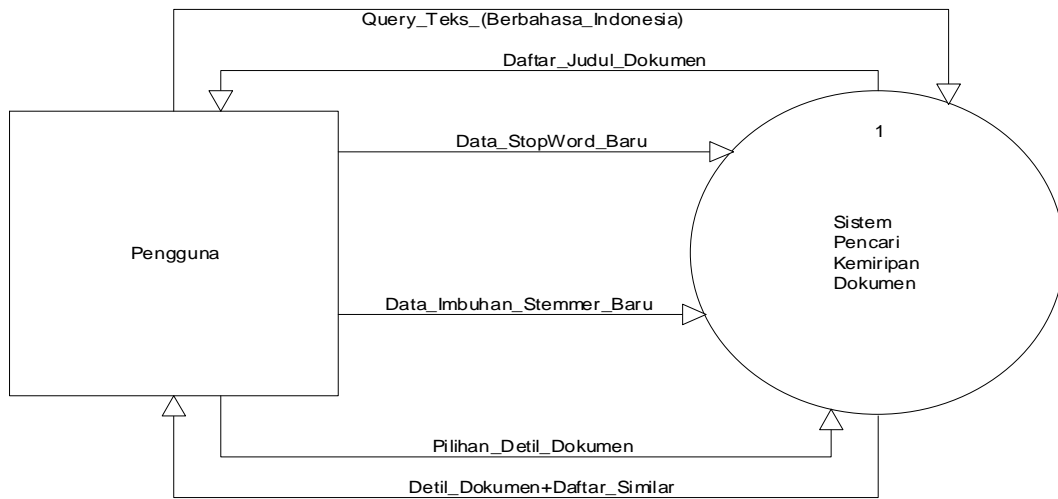 Query_Teks_(Berbahasa_Indonesia)
Daftar_Judul_Dokumen
1
Data_StopWord_Baru
Pengguna
Sistem
Pencari
Kemiripan
Dokumen
Data_Imbuhan_Stemmer_Baru
Pilihan_Detil_Dokumen
Detil_Dokumen+Daftar_Similar